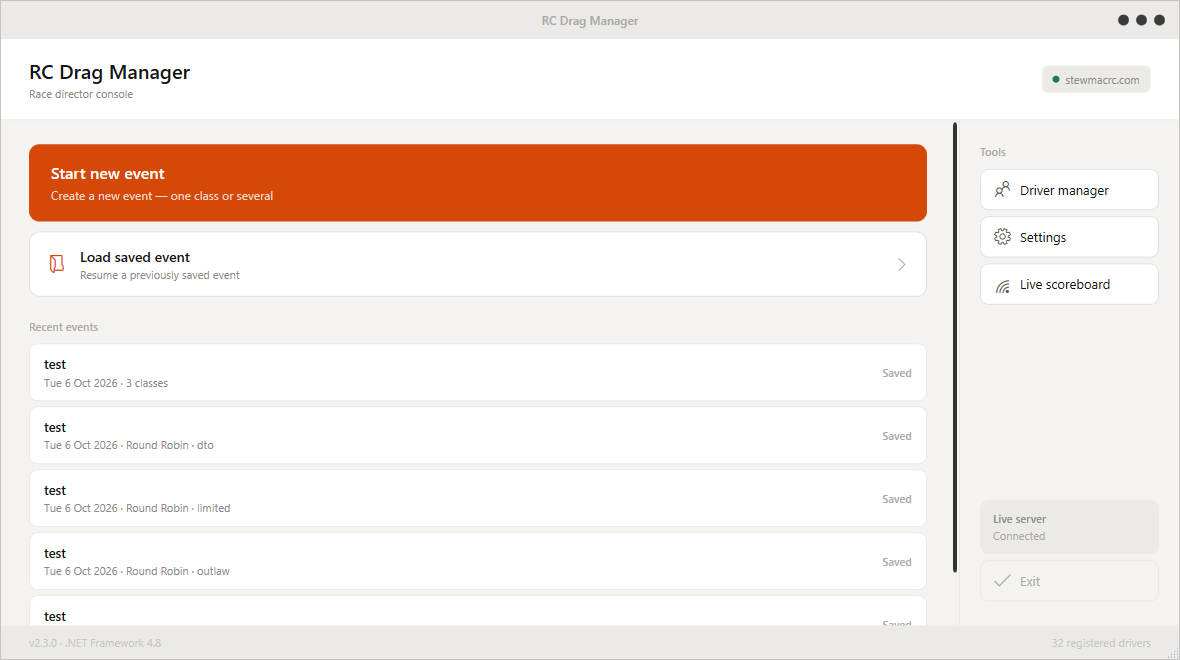 RC Drag Manager
RC Drag Manager
Race director console
stewmacrc.com
Start new event
Create a new event — one class or several
Load saved event
Resume a previously saved event
Recent events
test
Tue 6 Oct 2026 · 3 classes
Saved
test
Tue 6 Oct 2026 · Round Robin · dto
Saved
test
Tue 6 Oct 2026 · Round Robin · limited
Saved
test
Tue 6 Oct 2026 · Round Robin · outlaw
Saved
test
Saved
Tools
Driver manager
Settings
Live scoreboard
Live server
Connected
Exit
v2.3.0 · .NET Framework 4.8
32 registered drivers